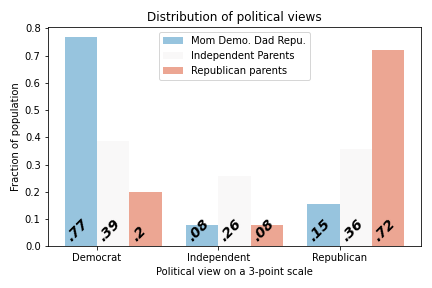 Distribution of political views
Mom Demo. Dad Repu.
Independent Parents
Republican parents
Fraction of population
0.8
0.7
0.6
0.5
0.4
0.3
0.2
0.1
0.0
.77 .39 .2 .08 .26 .08 .15 .36 .72
Democrat Independent Republican
Political view on a 3-point scale